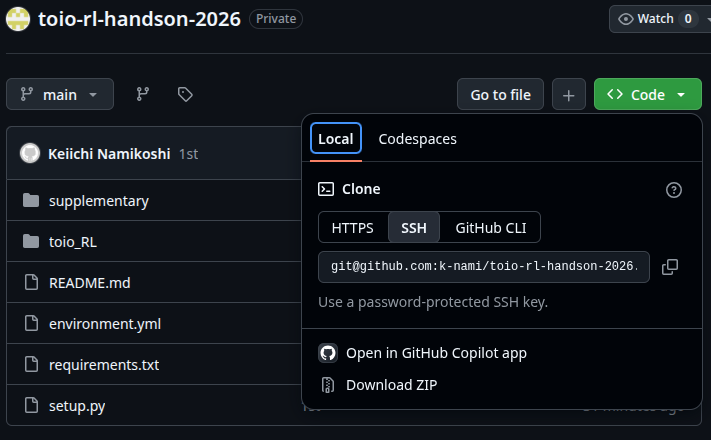 toio-rl-handson-2026 Private
Watch 0
main
Go to file
Code
Keiichi Namikoshi 1st
Local Codespaces
Clone
HTTPS SSH GitHub CLI
git@github.com:k-nami/toio-rl-handson-2026.
Use a password-protected SSH key.
Open in GitHub Copilot app
Download ZIP
supplementary
toio_RL
README.md
environment.yml
requirements.txt
setup.py